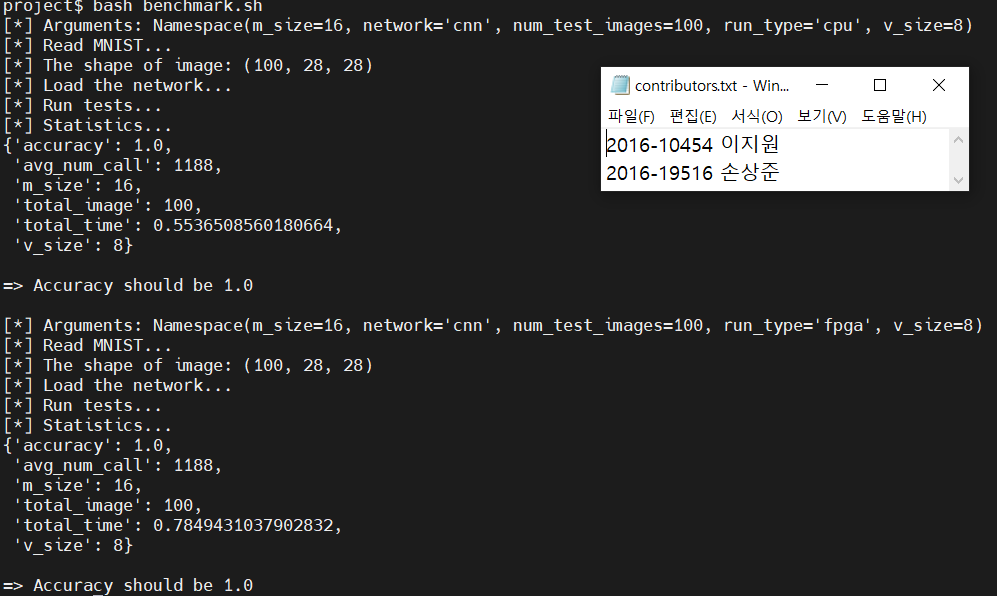 project$ bash benchmark.sh
[*] Arguments: Namespace(m_size=16, network='cnn', num_test_images=100, run_type='cpu', v_size=8)
[*] Read MNIST...
[*] The shape of image: (100, 28, 28)
[*] Load the network...
[*] Run tests...
[*] Statistics...
{'accuracy': 1.0,
 'avg_num_call': 1188,
 'm_size': 16,
 'total_image': 100,
 'total_time': 0.5536508560180664,
 'v_size': 8}
=> Accuracy should be 1.0
[*] Arguments: Namespace(m_size=16, network='cnn', num_test_images=100, run_type='fpga', v_size=8)
[*] Read MNIST...
[*] The shape of image: (100, 28, 28)
[*] Load the network...
[*] Run tests...
[*] Statistics...
{'accuracy': 1.0,
 'avg_num_call': 1188,
 'm_size': 16,
 'total_image': 100,
 'total_time': 0.7849431037902832,
 'v_size': 8}
=> Accuracy should be 1.0
contributors.txt - Win...
파일(F) 편집(E) 서식(O) 보기(V) 도움말(H)
2016-10454 이지원
2016-19516 손상준